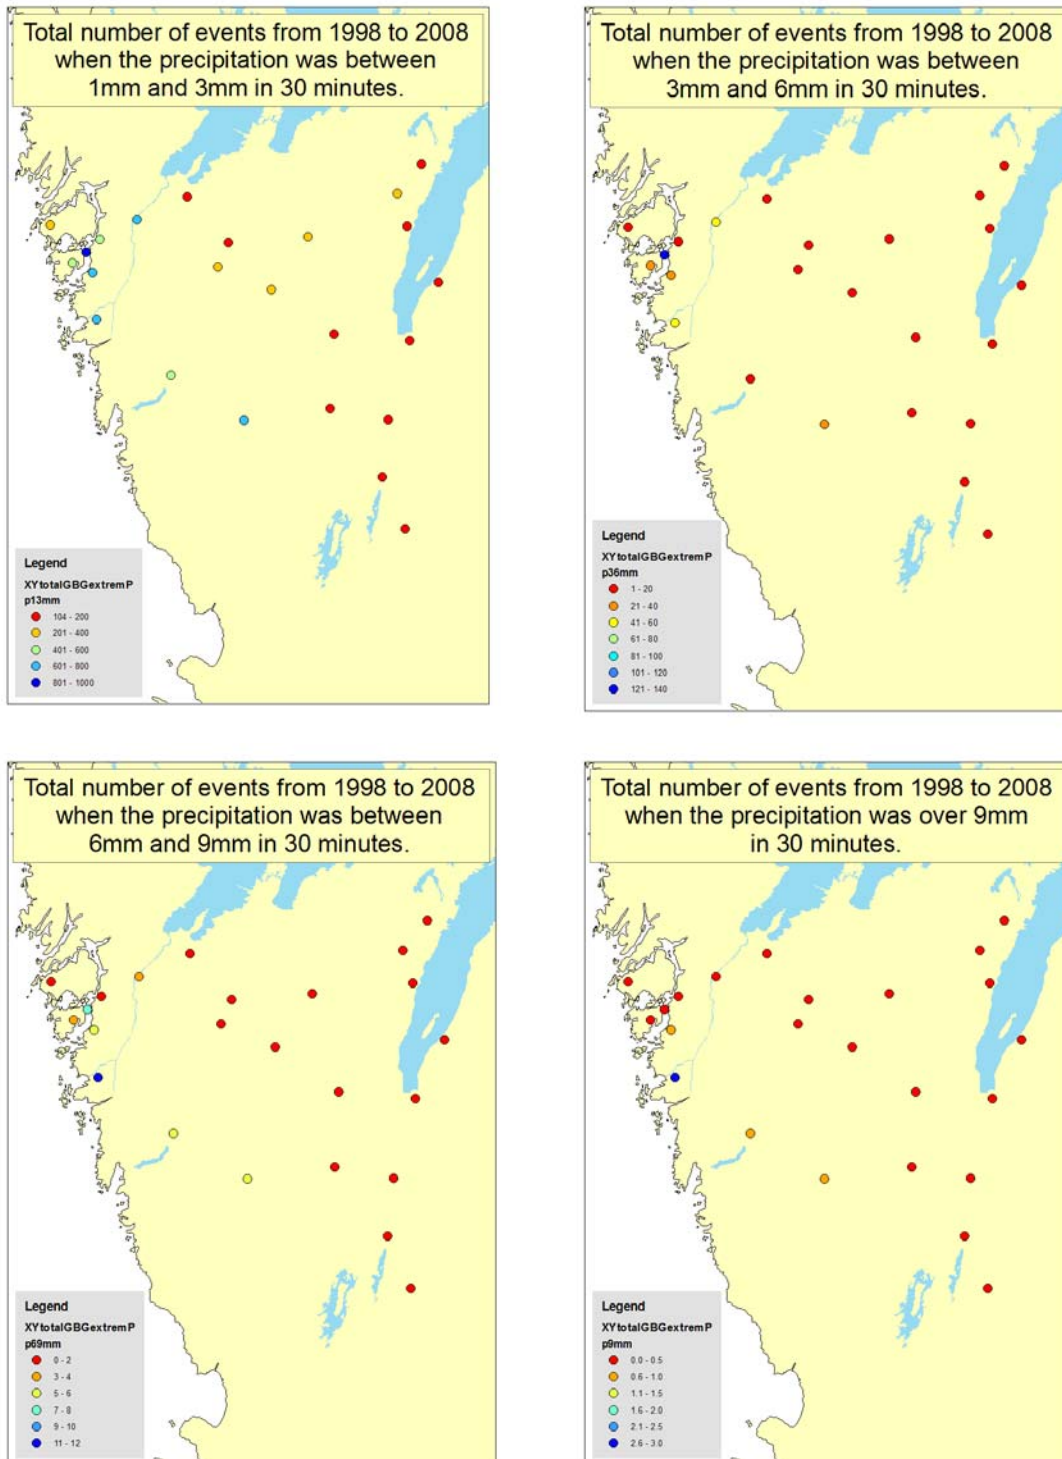 Total number of events from 1998 to 2008
when the precipitation was between
1mm and 3mm in 30 minutes.
Legend
XYtotalGBGextremP
p13mm
104 - 200
201 - 400
401 - 600
601 - 800
801 - 1000
Total number of events from 1998 to 2008
when the precipitation was between
3mm and 6mm in 30 minutes.
Legend
XYtotalGBGextremP
p36mm
1 - 20
21 - 40
41 - 60
61 - 80
81 - 100
101 - 120
121 - 140
Total number of events from 1998 to 2008
when the precipitation was between
6mm and 9mm in 30 minutes.
Legend
XYtotalGBGextremP
p69mm
0 - 2
3 - 4
5 - 6
7 - 8
9 - 10
11 - 12
Total number of events from 1998 to 2008
when the precipitation was over 9mm
in 30 minutes.
Legend
XYtotalGBGextremP
p9mm
0.0 - 0.5
0.6 - 1.0
1.1 - 1.5
1.6 - 2.0
2.1 - 2.5
2.6 - 3.0